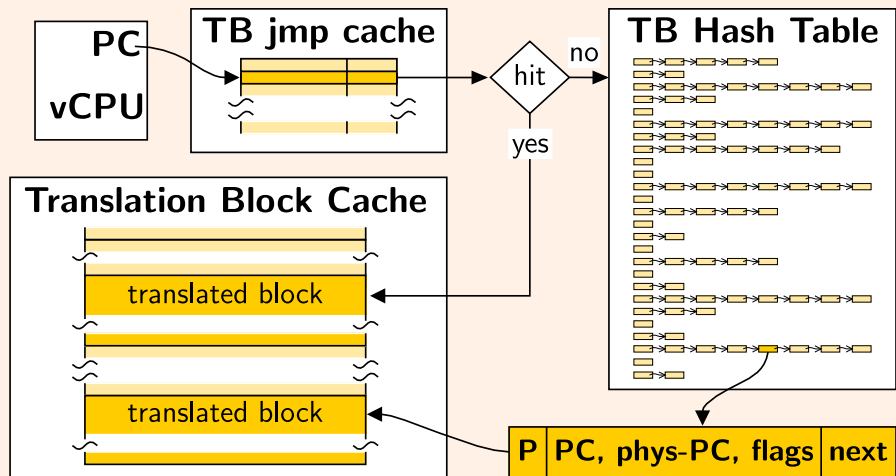 PC
vCPU
TB jmp cache
hit
no
yes
TB Hash Table
Translation Block Cache
translated block
translated block
P PC, phys-PC, flags next